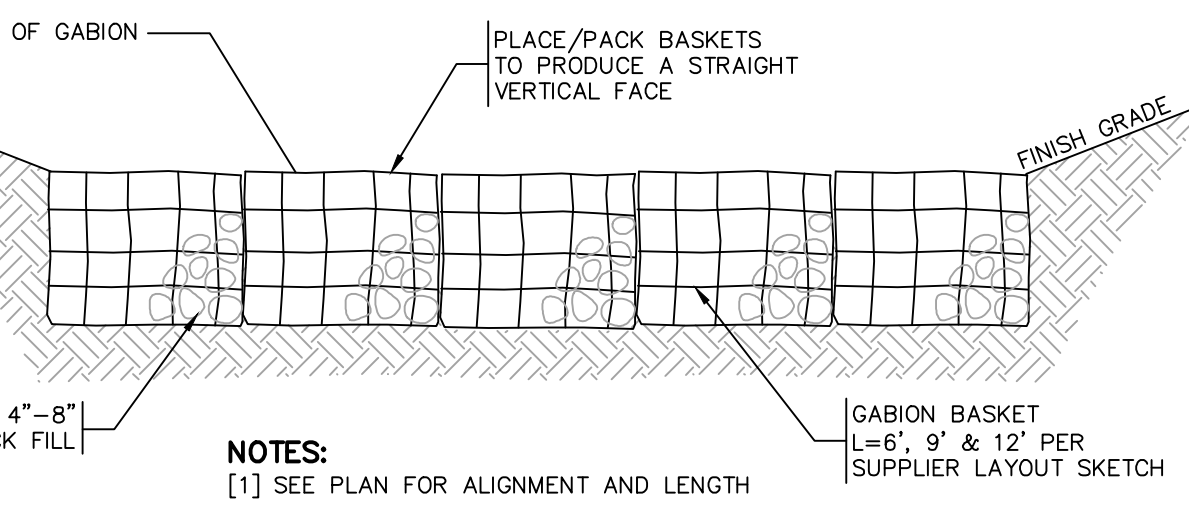 OF GABION
PLACE/PACK BASKETS
TO PRODUCE A STRAIGHT
VERTICAL FACE
FINISH GRADE
4"-8"
FILL
GABION BASKET
L=6', 9' & 12' PER
SUPPLIER LAYOUT SKETCH
NOTES:
[1] SEE PLAN FOR ALIGNMENT AND LENGTH